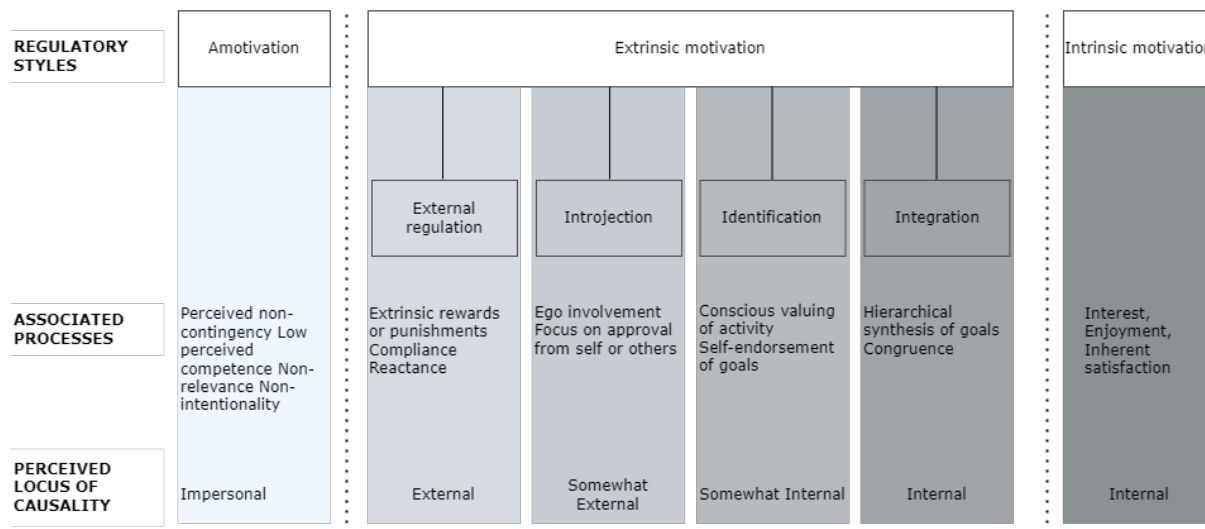 REGULATORY
STYLES
Amotivation
Extrinsic motivation
Intrinsic motivation
External
regulation
Introjection
Identification
Integration
ASSOCIATED
PROCESSES
Perceived non-
contingency Low
perceived
competence Non-
relevance Non-
intentionality
Extrinsic rewards
or punishments
Compliance
Reactance
Ego involvement
Focus on approval
from self or others
Conscious valuing
of activity
Self-endorsement
of goals
Hierarchical
synthesis of goals
Congruence
Interest,
Enjoyment,
Inherent
satisfaction
PERCEIVED
LOCUS OF
CAUSALITY
Impersonal
External
Somewhat
External
Somewhat Internal
Internal
Internal